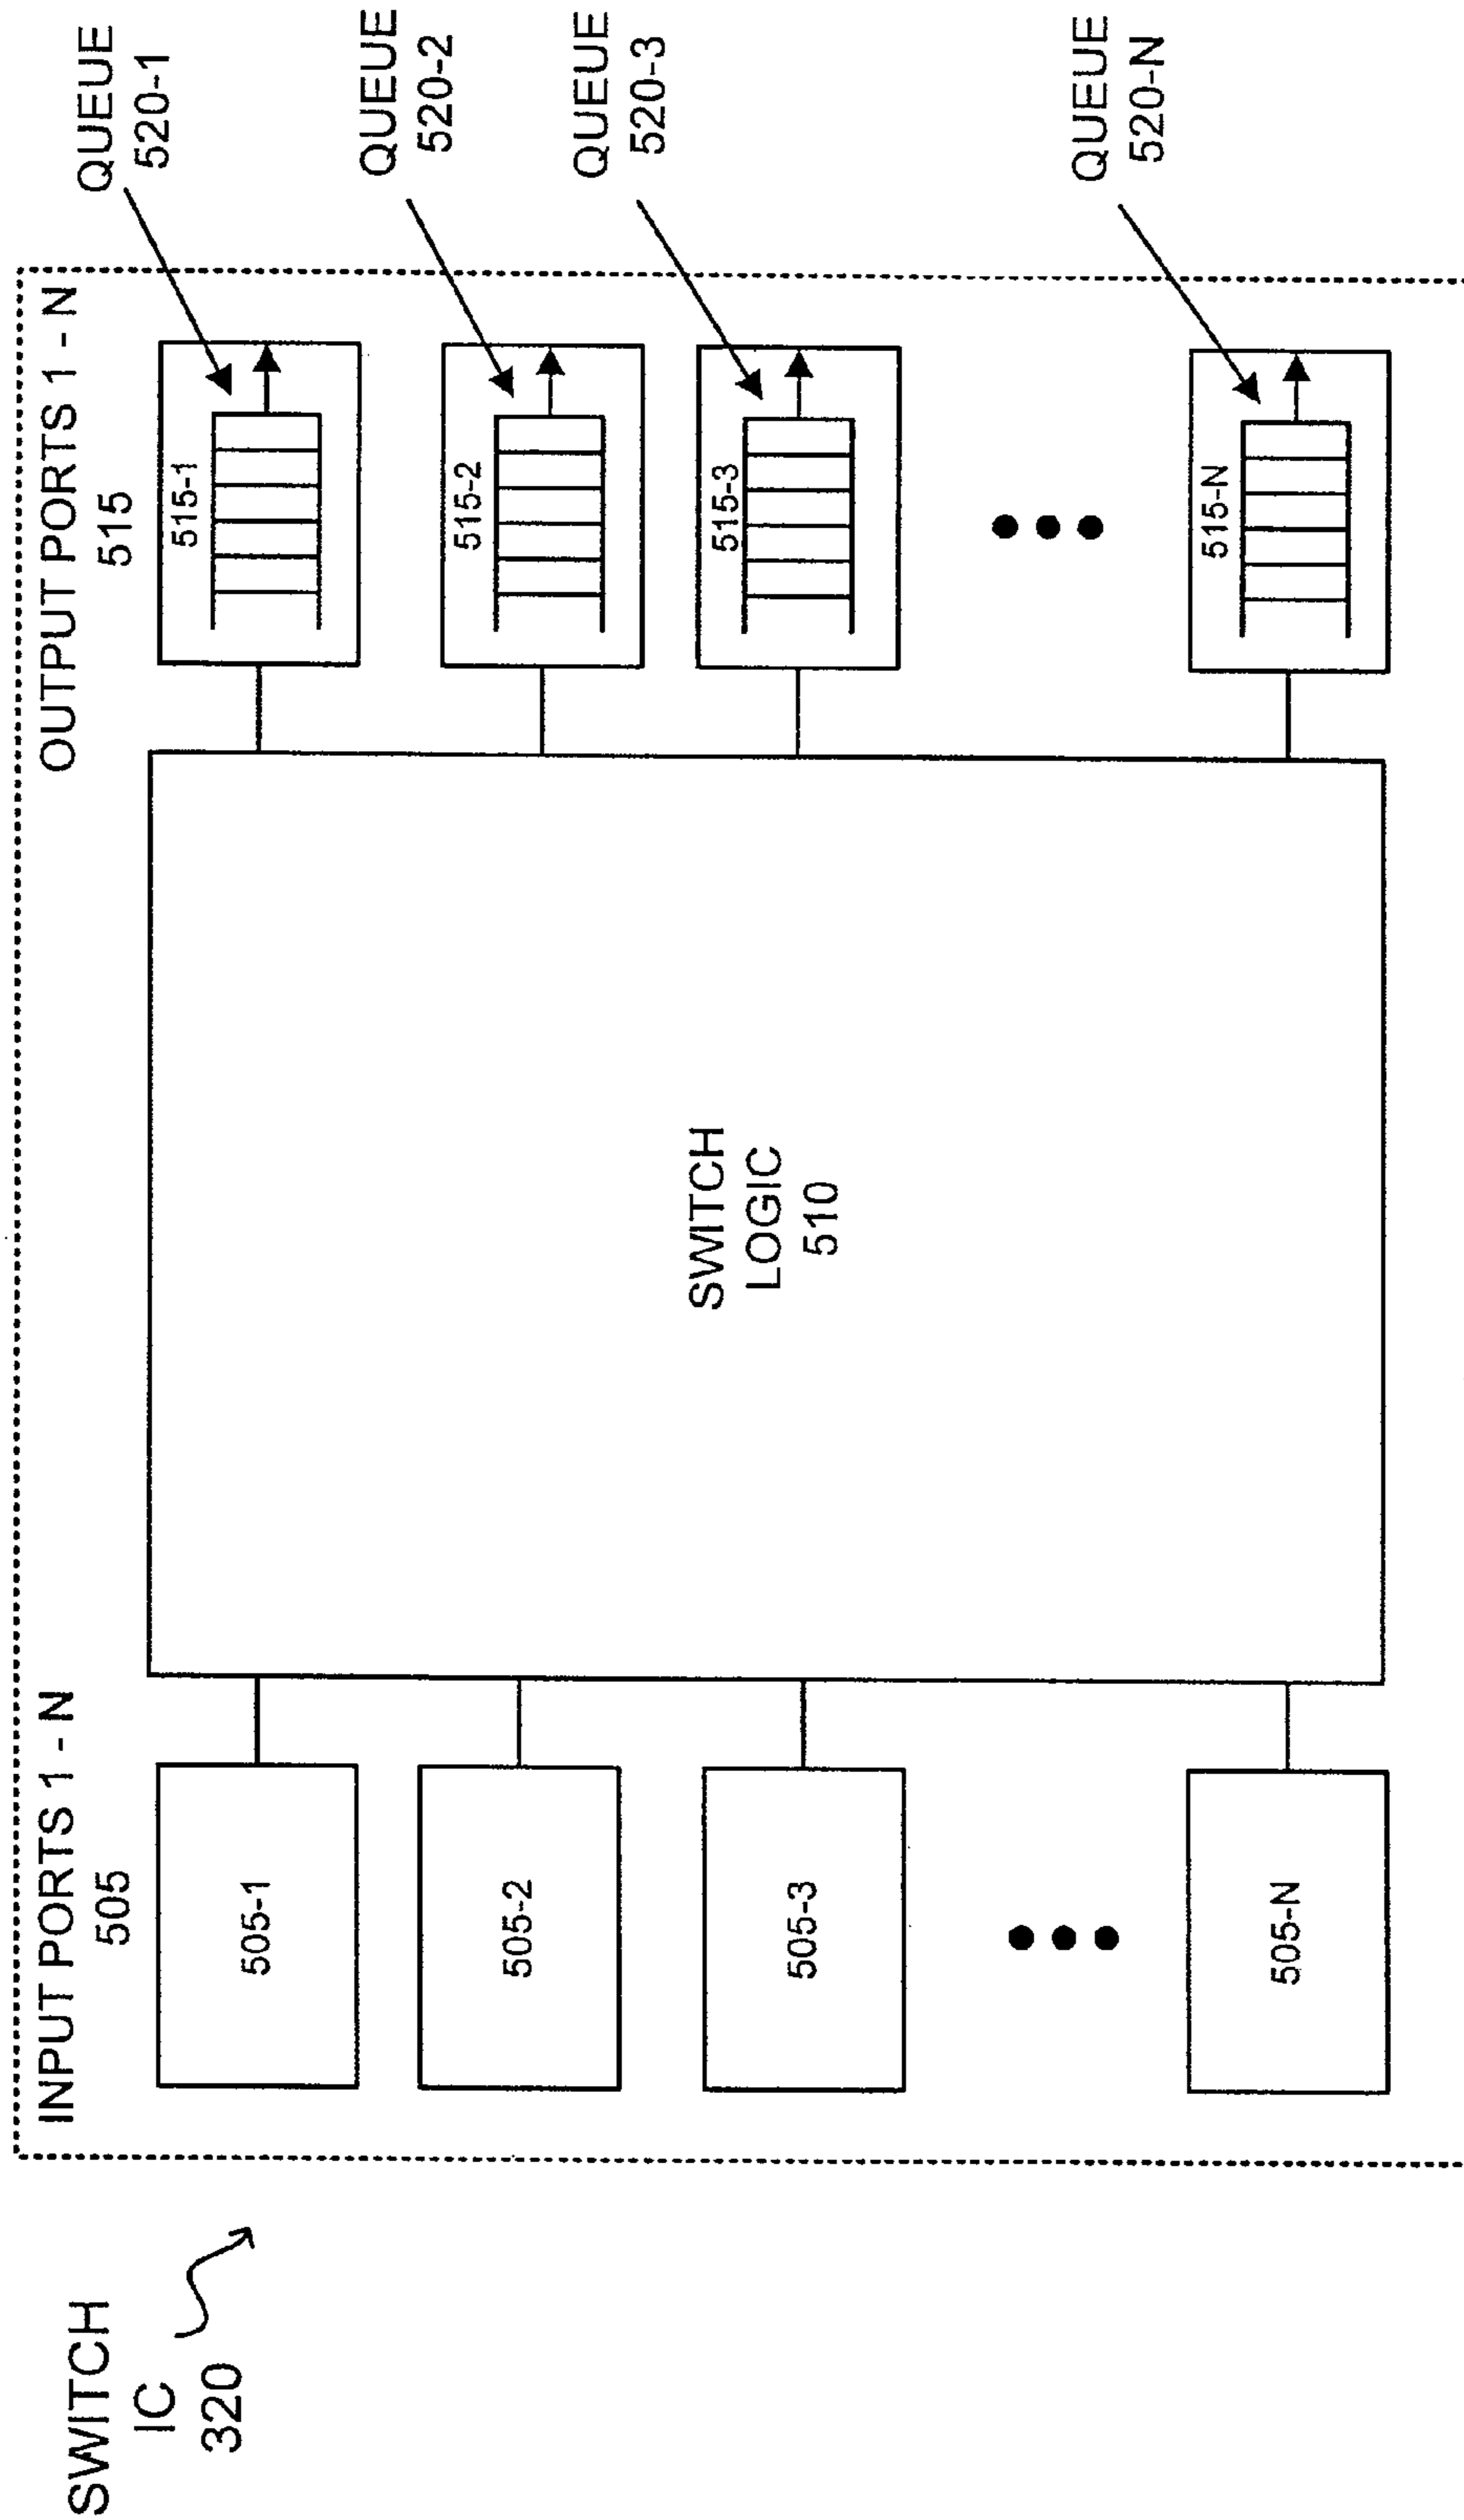 SWITCH
IC
320
INPUT PORTS 1 - N
505
505-1
505-2
505-3
505-N
SWITCH
LOGIC
510
OUTPUT PORTS 1 - N
515
515-1
515-2
515-3
515-N
QUEUE
520-1
QUEUE
520-2
QUEUE
520-3
QUEUE
520-N